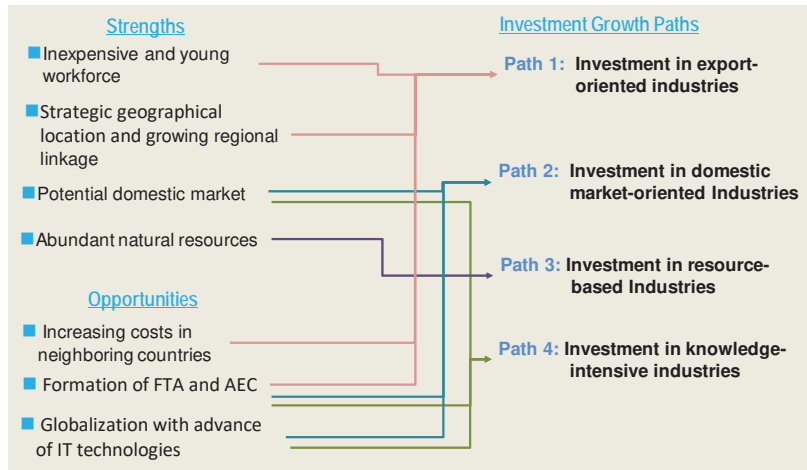 Strengths
Inexpensive and young
workforce
Strategic geographical
location and growing regional
linkage
Potential domestic market
Abundant natural resources
Opportunities
Increasing costs in
neighboring countries
Formation of FTA and AEC
Globalization with advance
of IT technologies
Investment Growth Paths
Path 1: Investment in export-
oriented industries
Path 2: Investment in domestic
market-oriented Industries
Path 3: Investment in resource-
based Industries
Path 4: Investment in knowledge-
intensive industries